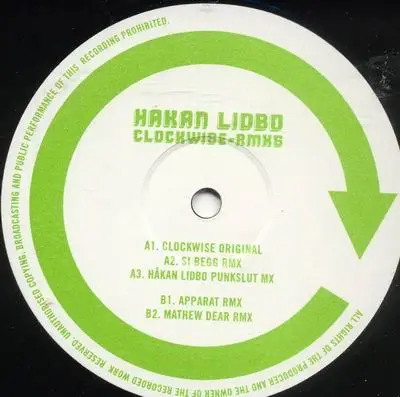 HÅKAN LIDBO
CLOCKWISE-RMXS
A1. CLOCKWISE ORIGINAL
A2. SI BEGG RMX
A3. HÅKAN LIDBO PUNKSLUT MX
B1. APPARAT RMX
B2. MATHEW DEAR RMX
ALL RIGHTS OF THE PRODUCER AND THE OWNER OF THE RECORDED WORK RESERVED. UNAUTHORISED COPYING, BROADCASTING AND PUBLIC PERFORMANCE OF THIS RECORDING PROHIBITED.